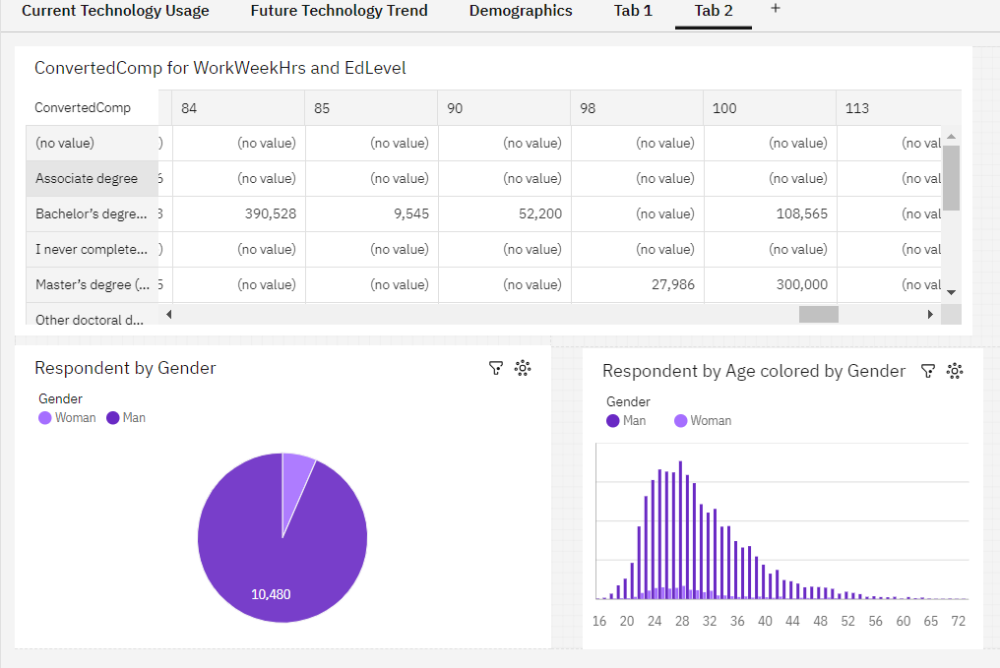 Current Technology Usage Future Technology Trend Demographics Tab 1 Tab 2 +
ConvertedComp for WorkWeekHrs and EdLevel
ConvertedComp 84 85 90 98 100 113
(no value) ) (no value) (no value) (no value) (no value) (no value) (no val
Associate degree 6 (no value) (no value) (no value) (no value) (no value) (no val
Bachelor’s degre... 3 390,528 9,545 52,200 (no value) 108,565 (no val
I never complete... ) (no value) (no value) (no value) (no value) (no value) (no val
Master’s degree (... 5 (no value) (no value) (no value) 27,986 300,000 (no val
Other doctoral d...
Respondent by Gender
Gender
Woman Man
10,480
Respondent by Age colored by Gender
Gender
Man Woman
16 20 24 28 32 36 40 44 48 52 56 60 65 72